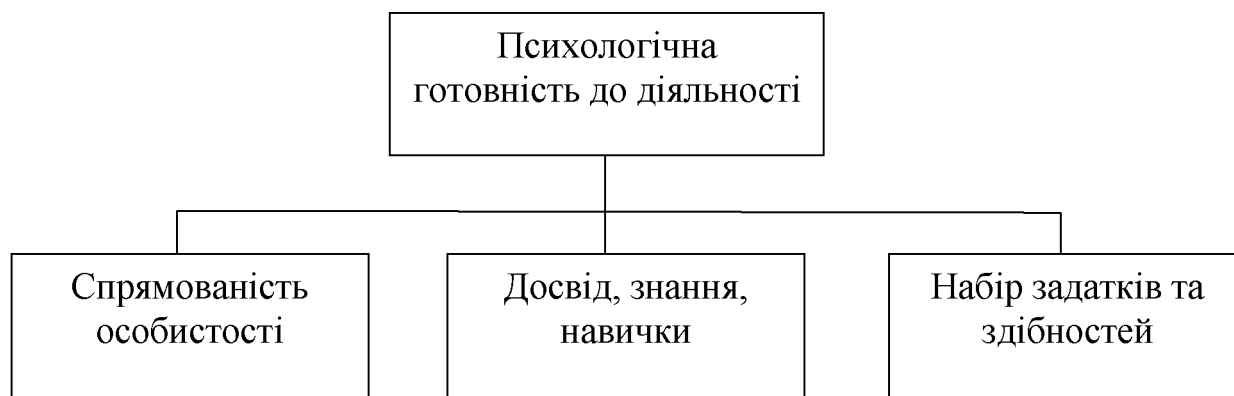 Психологічна
готовність до діяльності
Спрямованість
особистості
Досвід, знання,
навички
Набір задатків та
здібностей